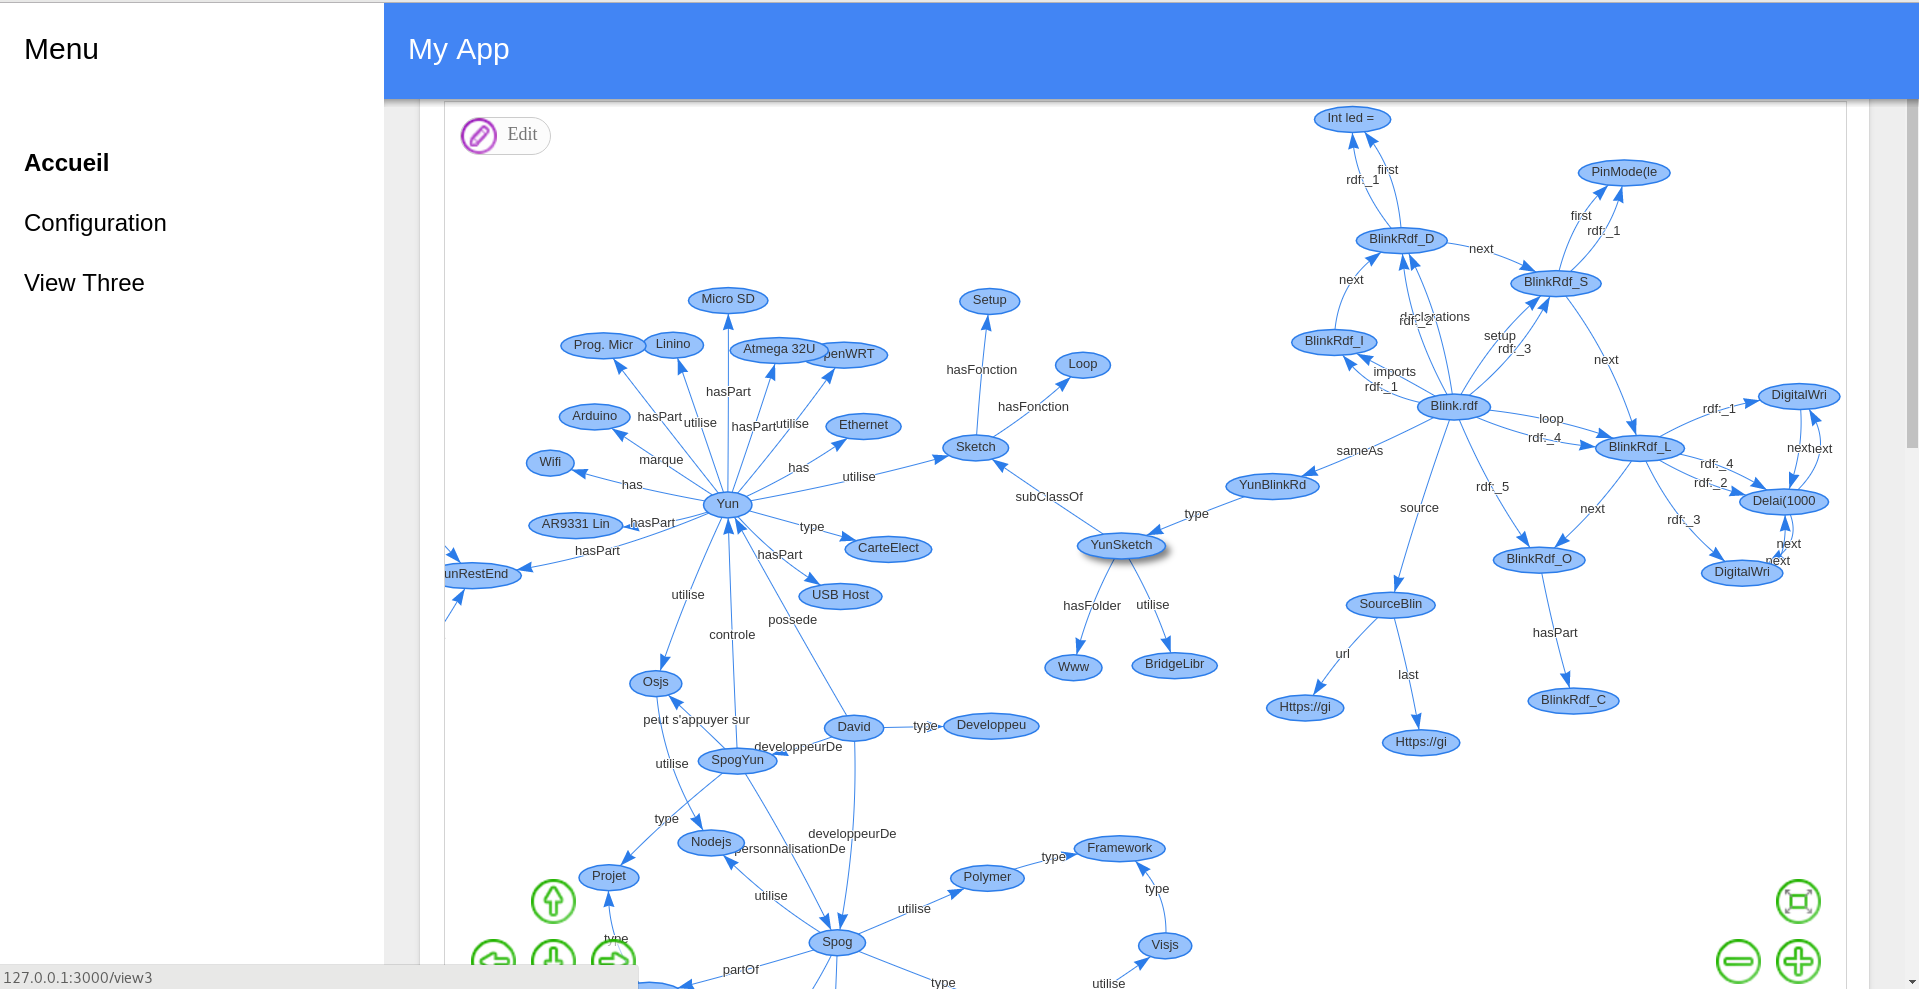 Menu
My App
Accueil
Configuration
View Three
Edit
Int led =
first
rdf:_1
PinMode(le
first
rdf:_1
BlinkRdf_D
next
BlinkRdf_S
next
Micro SD
Setup
declarations
rdf:_2
setup
rdf:_3
BlinkRdf_I
Prog. Micr
Linino
Atmega 32U
penWRT
next
hasFonction
Loop
imports
rdf:_1
hasPart
DigitalWri
Blink.rdf
hasFonction
rdf:_1
Arduino
hasPart
utilise
hasPart
utilise
Ethernet
loop
rdf:_4
Sketch
BlinkRdf_L
next
next
sameAs
Wifi
marque
has
has
utilise
rdf:_4
rdf:_2
YunBlinkRd
rdf:_5
subClassOf
Delai(1000
Yun
source
next
type
rdf:_3
AR9331 Lin
hasPart
type
hasPart
CarteElect
YunSketch
next
next
hasPart
BlinkRdf_O
unRestEnd
DigitalWri
USB Host
utilise
possede
hasFolder
utilise
SourceBlin
controle
hasPart
url
Www
BridgeLibr
last
Osjs
BlinkRdf_C
Https://gi
peut s'appuyer sur
David
type
Developpeu
Https://gi
developpeurDe
SpogYun
utilise
type
developpeurDe
Nodejs
personnalisationDe
Framework
type
Polymer
Projet
type
utilise
utilise
type
Spog
Visjs
partOf
type
utilise
127.0.0.1:3000/view3